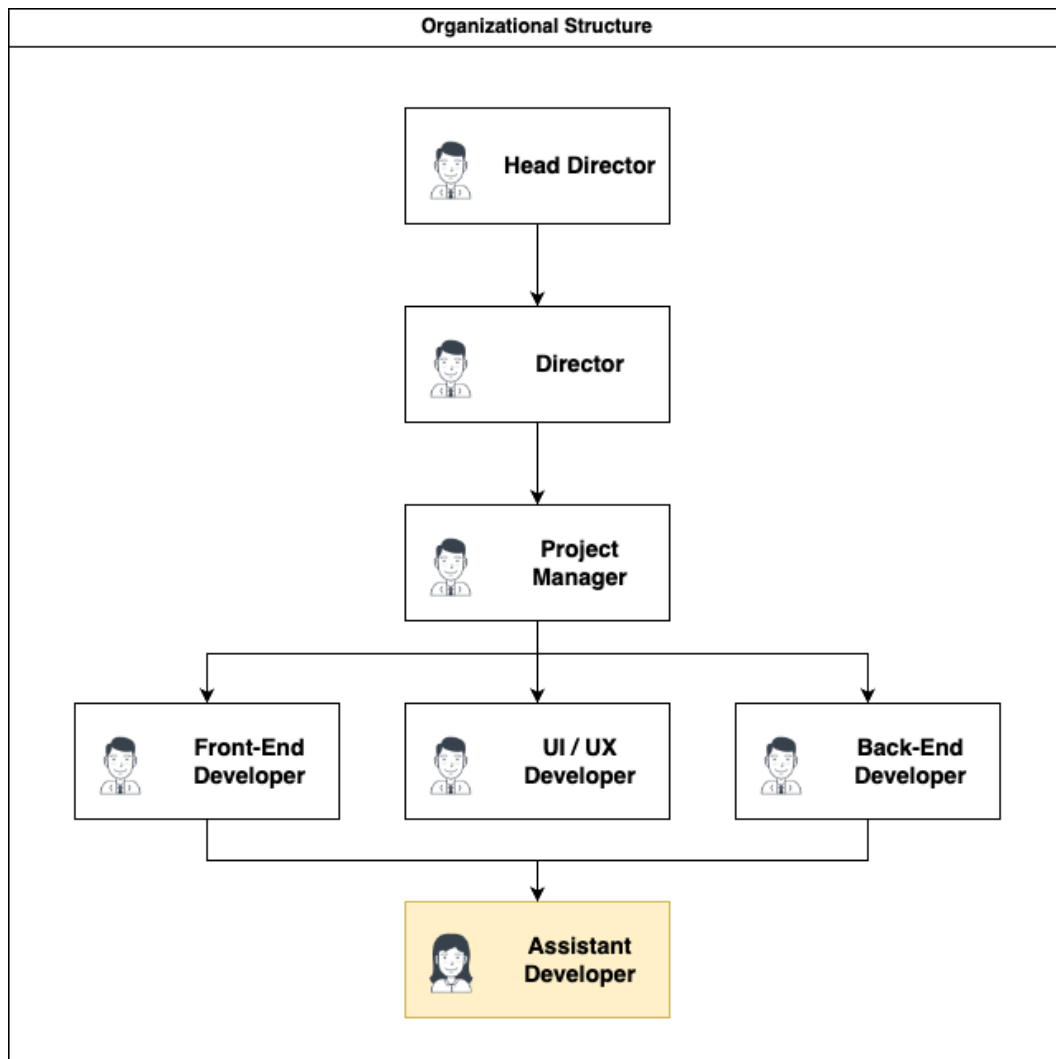 Organizational Structure
Head Director
Director
Project
Manager
Front-End
Developer
UI / UX
Developer
Back-End
Developer
Assistant
Developer